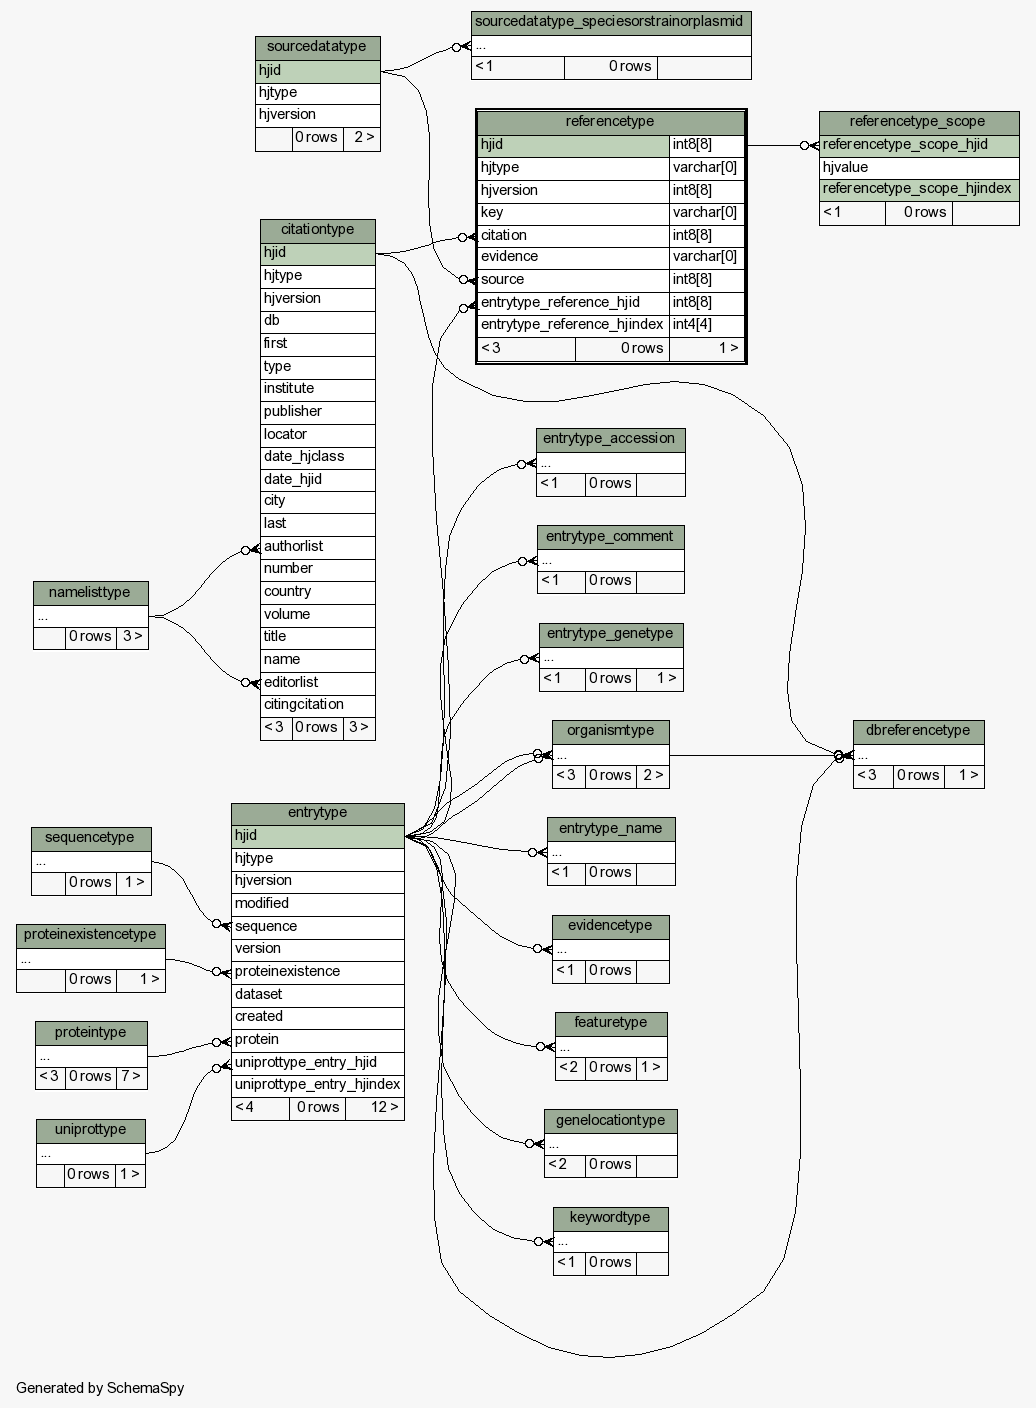 sourcedatatype_speciesorstrainorplasmid
...
< 1 0 rows
sourcedatatype
hjid
hjtype
hjversion
0 rows 2 >
referencetype
hjid int8[8]
hjtype varchar[0]
hjversion int8[8]
key varchar[0]
citation int8[8]
evidence varchar[0]
source int8[8]
entrytype_reference_hjid int8[8]
entrytype_reference_hjindex int4[4]
< 3 0 rows 1 >
referencetype_scope
referencetype_scope_hjid
hjvalue
referencetype_scope_hjindex
< 1 0 rows
citationtype
hjid
hjtype
hjversion
db
first
type
institute
publisher
locator
date_hjclass
date_hjid
city
last
authorlist
number
country
volume
title
name
editorlist
citingcitation
< 3 0 rows 3 >
namelisttype
...
0 rows 3 >
entrytype_accession
...
< 1 0 rows
entrytype_comment
...
< 1 0 rows
entrytype_genetype
...
< 1 0 rows 1 >
organismtype
...
< 3 0 rows 2 >
dbreferencetype
...
< 3 0 rows 1 >
entrytype
hjid
hjtype
hjversion
modified
sequence
version
proteinexistence
dataset
created
protein
uniprottype_entry_hjid
uniprottype_entry_hjindex
< 4 0 rows 12 >
sequencetype
...
0 rows 1 >
proteinexistencetype
...
0 rows 1 >
proteintype
...
< 3 0 rows 7 >
uniprottype
...
0 rows 1 >
entrytype_name
...
< 1 0 rows
evidencetype
...
< 1 0 rows
featuretype
...
< 2 0 rows 1 >
genelocationtype
...
< 2 0 rows
keywordtype
...
< 1 0 rows
Generated by SchemaSpy